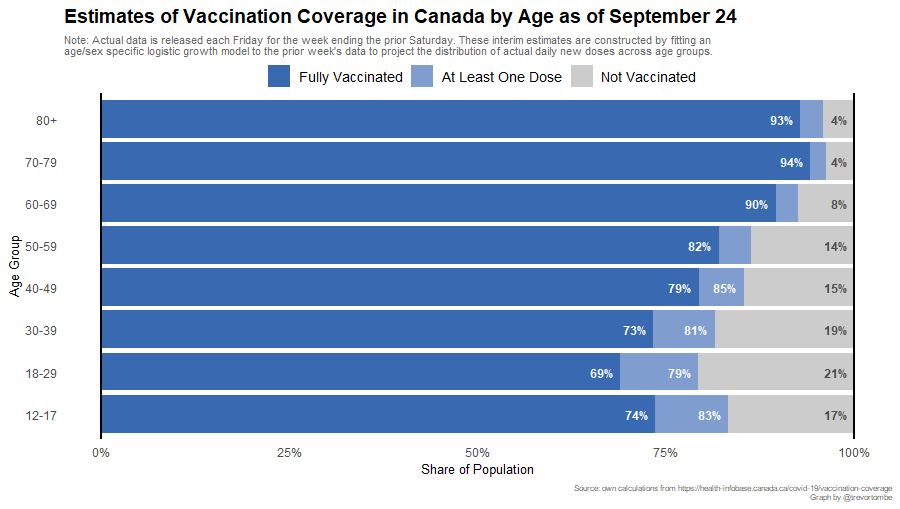 Estimates of Vaccination Coverage in Canada by Age as of September 24
Note: Actual data is released each Friday for the week ending the prior Saturday. These interim estimates are constructed by fitting an
age/sex specific logistic growth model to the prior week's data to project the distribution of actual daily new doses across age groups.
Fully Vaccinated At Least One Dose Not Vaccinated
80+ 93% 4%
70-79 94% 4%
60-69 90% 8%
50-59 82% 14%
Age Group
40-49 79% 85% 15%
30-39 73% 81% 19%
18-29 69% 79% 21%
12-17 74% 83% 17%
0% 25% 50% 75% 100%
Share of Population
Source: own calculations from https://health-infobase.canada.ca/covid-19/vaccination-coverage
Graph by @trevortombe